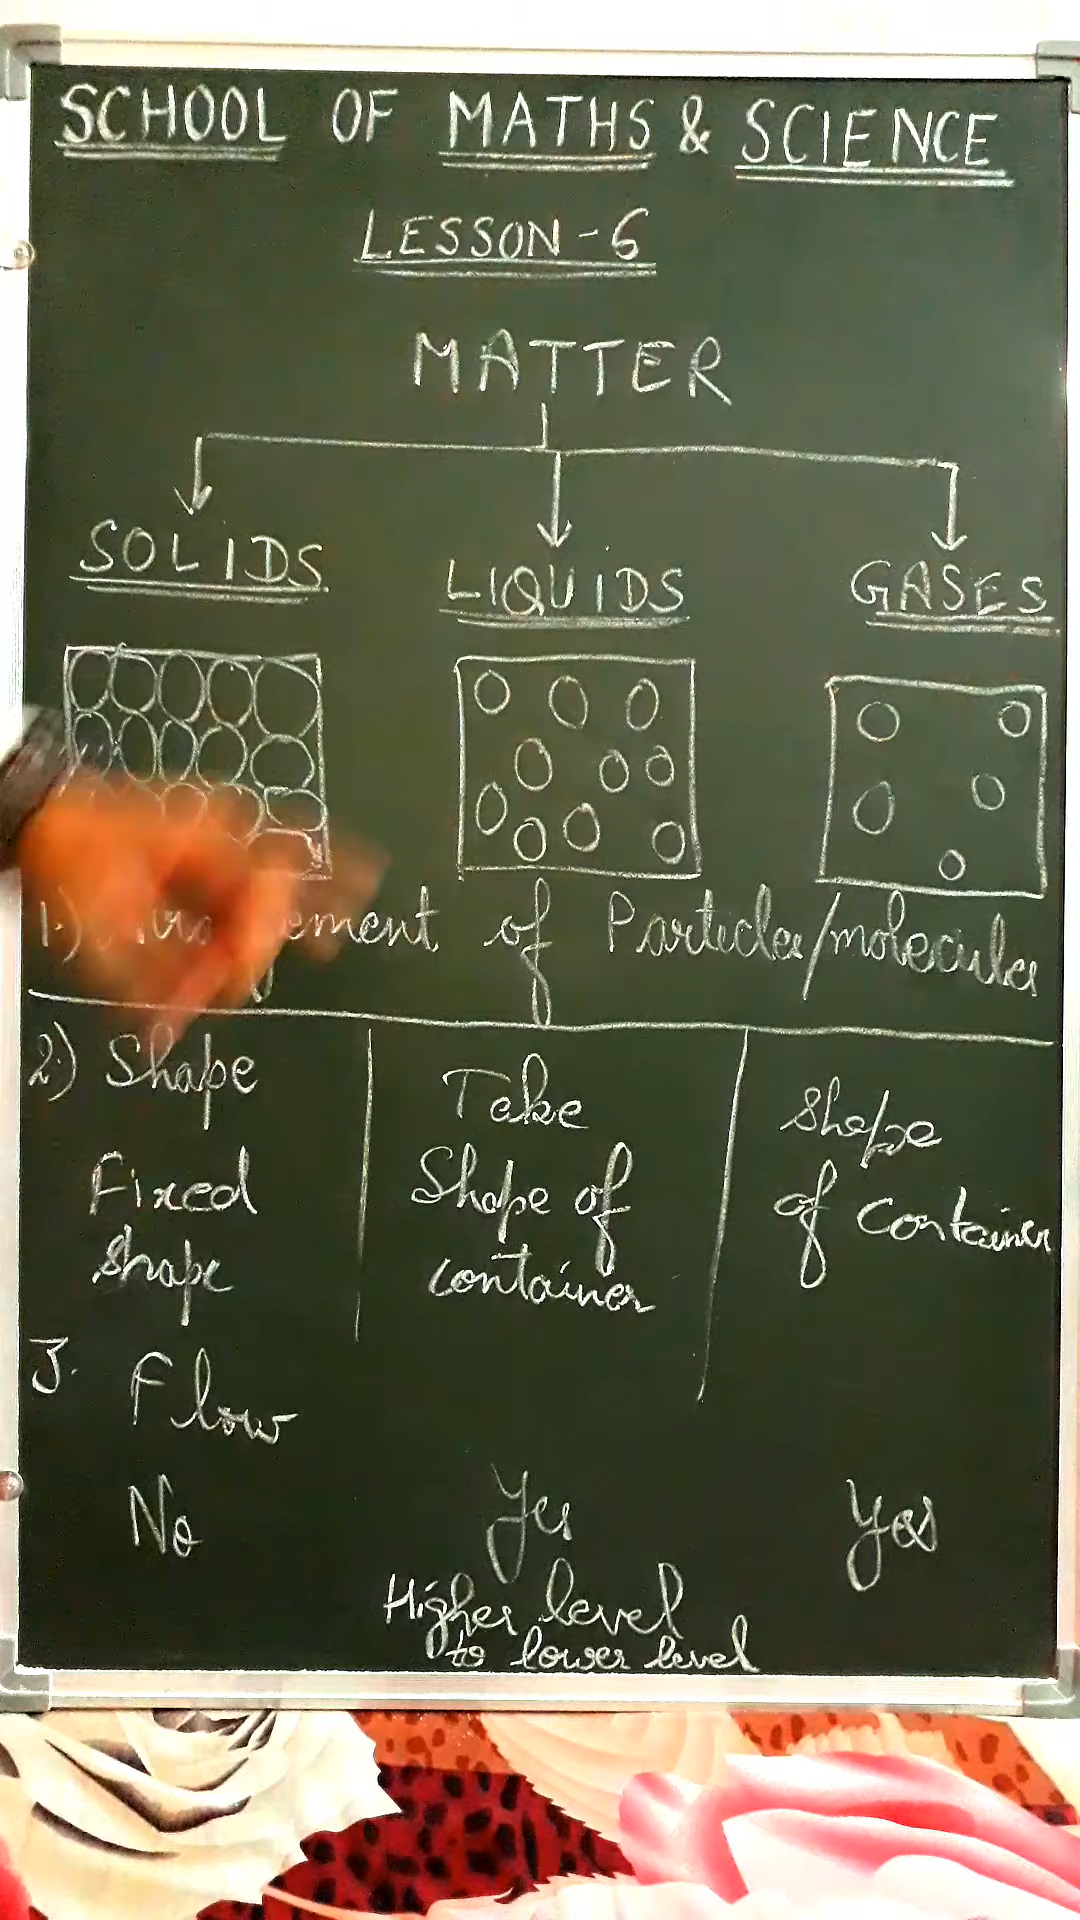 SCHOOL OF MATHS & SCIENCE
LESSON-6
MATTER
SOLIDS LIQUIDS GASES
1.) of Particles/molecules
2.) Shape
Fixed
shape
Take
Shape of
container
Shape
of Container
3. Flow
No Yes Yes
Higher level
to lower level